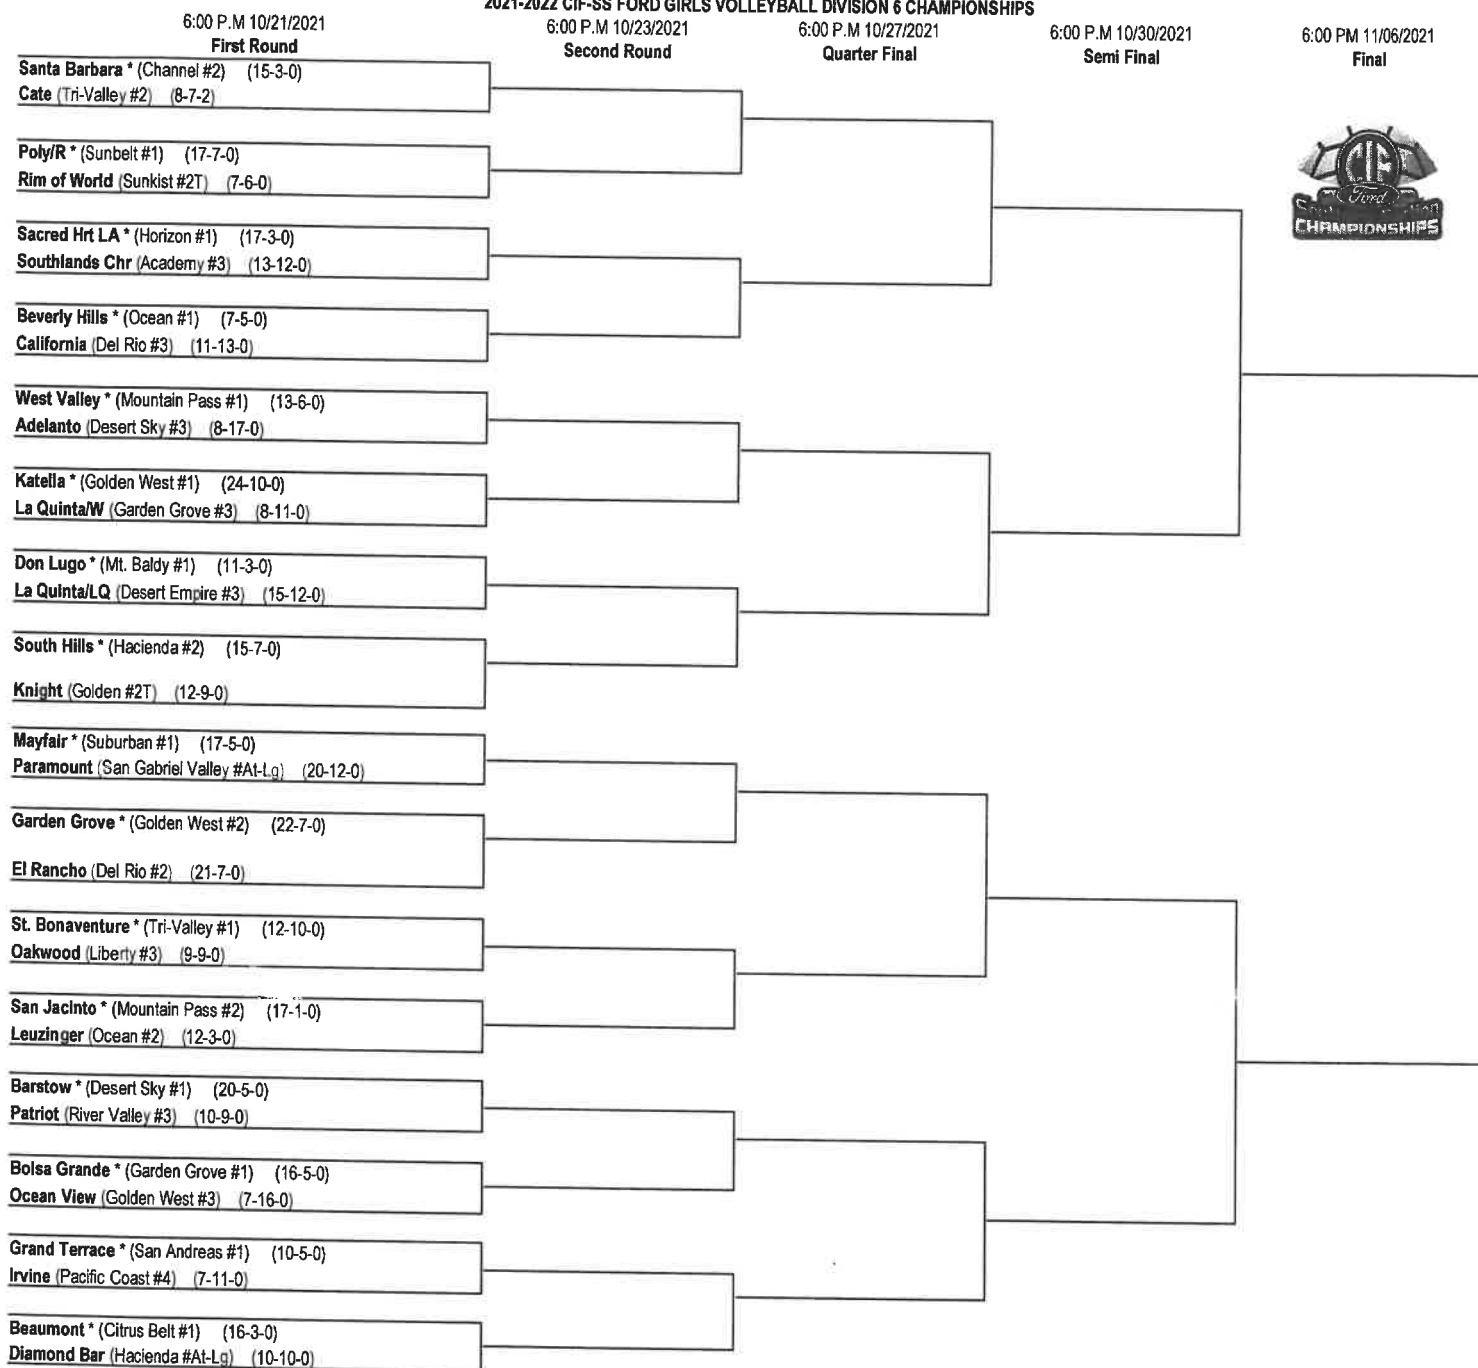 2021-2022 CIF-SS FORD GIRLS VOLLEYBALL DIVISION 6 CHAMPIONSHIPS
6:00 P.M 10/21/2021
First Round
6:00 P.M 10/23/2021
Second Round
6:00 P.M 10/27/2021
Quarter Final
6:00 P.M 10/30/2021
Semi Final
6:00 PM 11/06/2021
Final
CIF
Ford
CHAMPIONSHIPS
Santa Barbara * (Channel #2) (15-3-0)
Cate (Tri-Valley #2) (8-7-2)
Poly/R * (Sunbelt #1) (17-7-0)
Rim of World (Sunkist #2T) (7-6-0)
Sacred Hrt LA * (Horizon #1) (17-3-0)
Southlands Chr (Academy #3) (13-12-0)
Beverly Hills * (Ocean #1) (7-5-0)
California (Del Rio #3) (11-13-0)
West Valley * (Mountain Pass #1) (13-6-0)
Adelanto (Desert Sky #3) (8-17-0)
Katella * (Golden West #1) (24-10-0)
La Quinta/W (Garden Grove #3) (8-11-0)
Don Lugo * (Mt. Baldy #1) (11-3-0)
La Quinta/LQ (Desert Empire #3) (15-12-0)
South Hills * (Hacienda #2) (15-7-0)
Knight (Golden #2T) (12-9-0)
Mayfair * (Suburban #1) (17-5-0)
Paramount (San Gabriel Valley #At-Lg) (20-12-0)
Garden Grove * (Golden West #2) (22-7-0)
El Rancho (Del Rio #2) (21-7-0)
St. Bonaventure * (Tri-Valley #1) (12-10-0)
Oakwood (Liberty #3) (9-9-0)
San Jacinto * (Mountain Pass #2) (17-1-0)
Leuzinger (Ocean #2) (12-3-0)
Barstow * (Desert Sky #1) (20-5-0)
Patriot (River Valley #3) (10-9-0)
Bolsa Grande * (Garden Grove #1) (16-5-0)
Ocean View (Golden West #3) (7-16-0)
Grand Terrace * (San Andreas #1) (10-5-0)
Irvine (Pacific Coast #4) (7-11-0)
Beaumont * (Citrus Belt #1) (16-3-0)
Diamond Bar (Hacienda #At-Lg) (10-10-0)